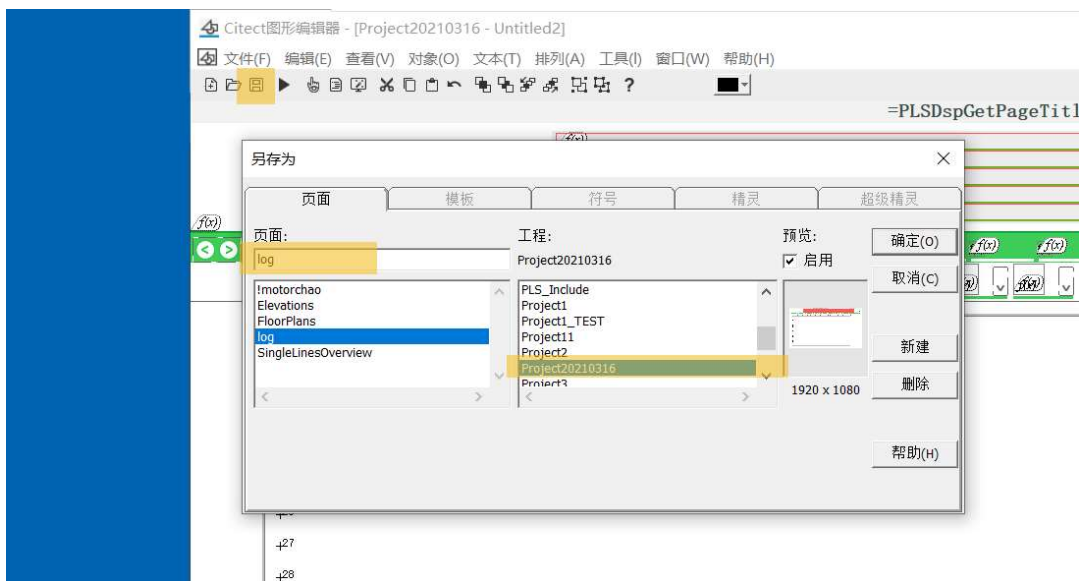 Citect图形编辑器 - [Project20210316 - Untitled2]
文件(F) 编辑(E) 查看(V) 对象(O) 文本(T) 排列(A) 工具(I) 窗口(W) 帮助(H)
=PLSDspGetPageTitl
另存为
页面 模板 符号 精灵 超级精灵
f(x)
页面: 工程: 预览: 确定(O)
log Project20210316 启用 f(x) f(x)
取消(C)
!motorchao PLS_Include
Elevations Project1
FloorPlans Project1_TEST
log Project11
SingleLinesOverview Project2 新建
Project20210316
Project3 删除
1920 x 1080
帮助(H)
27
28